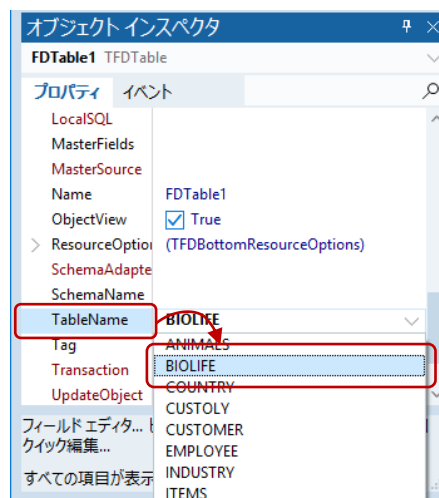 オブジェクト インスペクタ
FDTable1 TFDTable
プロパティ イベント
LocalSQL
MasterFields
MasterSource
Name FDTable1
ObjectView True
ResourceOptio (TFDBottomResourceOptions)
SchemaAdapte
SchemaName
TableName BIOLIFE
Tag ANIMALS
Transaction BIOLIFE
UpdateObject COUNTRY
CUSTOLY
フィールド エディタ... CUSTOMER
クイック編集... EMPLOYEE
すべての項目が表示 INDUSTRY
ITEMS